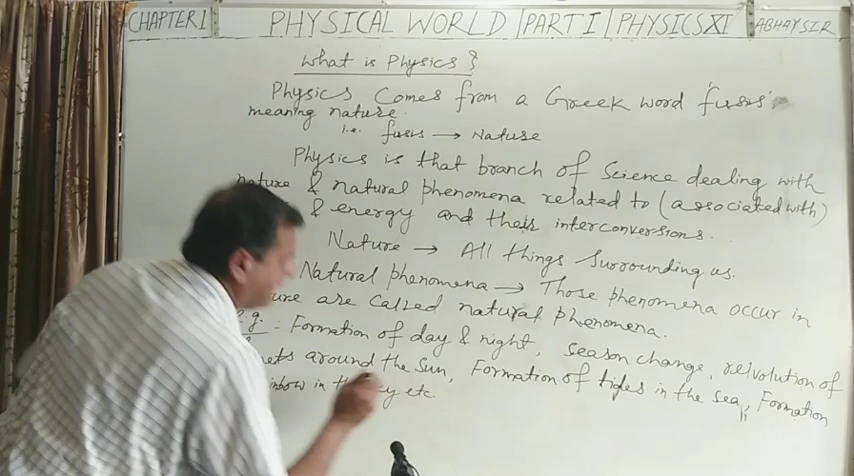 CHAPTER 1 PHYSICAL WORLD | PART I | PHYSICS XI ABHAY SIR
What is Physics ?
Physics comes from a Greek word 'fusis'
meaning nature.
i.e. fusis → Nature
Physics is that branch of Science dealing with
nature & natural phenomena related to (associated with)
& energy and their interconversions.
Nature → All things surrounding us.
Natural phenomena → Those phenomena occur in
are called natural phenomena.
e.g. : Formation of day & night, season change, revolution of
around the sun, Formation of tides in the sea, Formation
in etc.